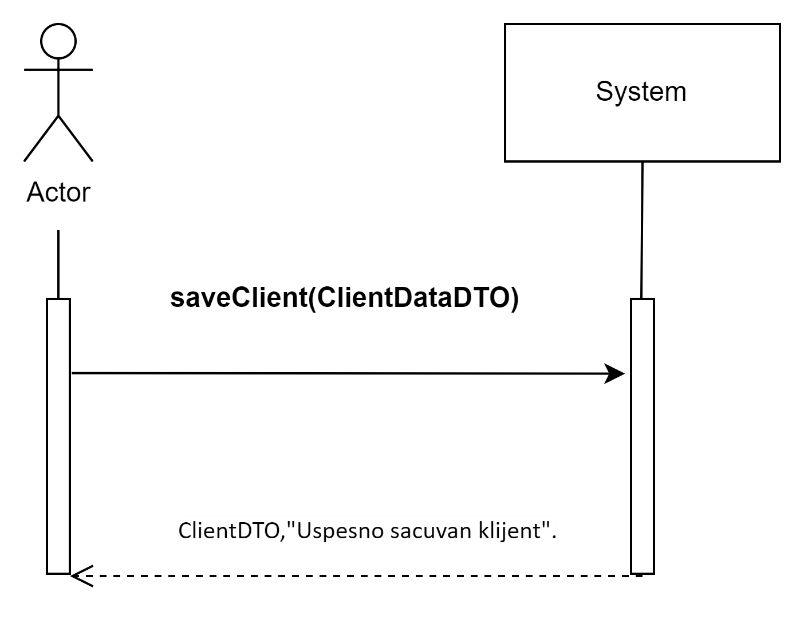 System
Actor
saveClient(ClientDataDTO)
ClientDTO,"Uspesno sacuvan klijent".